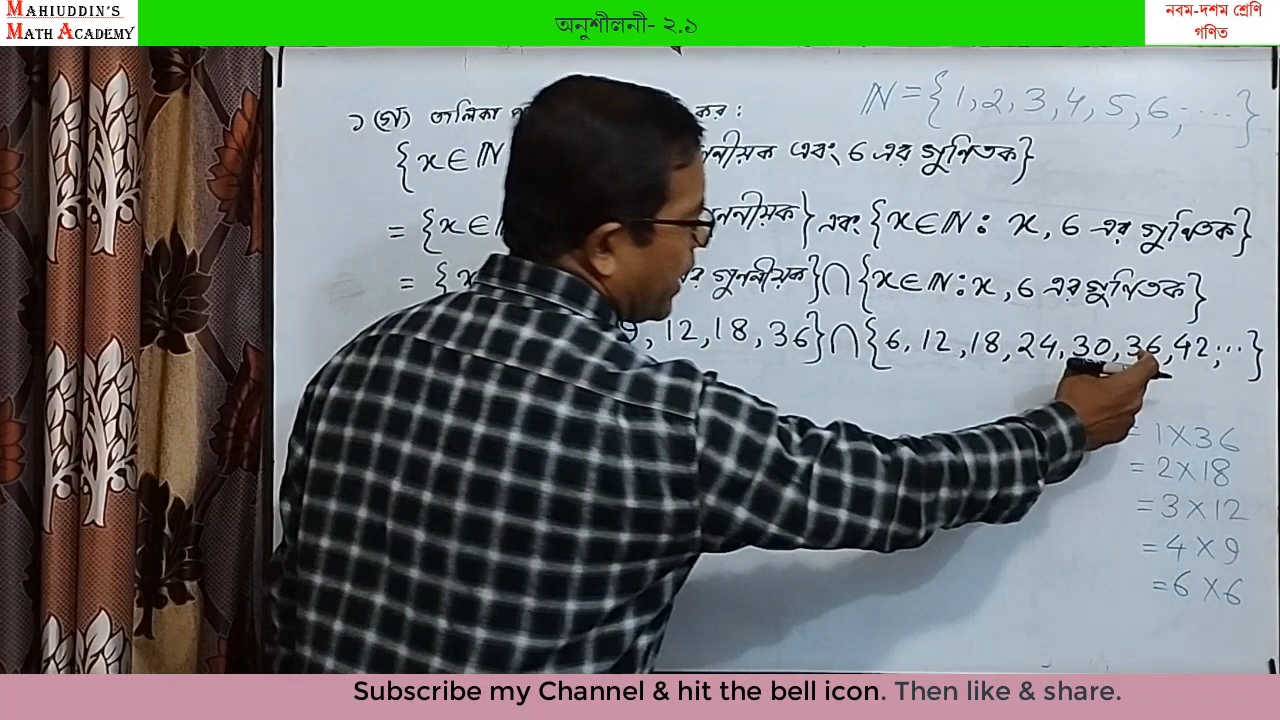 MAHIUDDIN'S
MATH ACADEMY
অনুশীলনী- ২.১
নবম-দশম শ্রেণি
গণিত
N = {1, 2, 3, 4, 5, 6, ...}
১ (গ) তালিকা কর :
{x ∈ N এবং 6 এর গুণিতক}
= {x ∈ N } এবং {x ∈ N : x, 6 এর গুণিতক}
= { গুণনীয়ক} ∩ {x ∈ N : x, 6 এর গুণিতক}
9, 12, 18, 36} ∩ {6, 12, 18, 24, 30, 36, 42, ...}
= 1 X 36
= 2 X 18
= 3 X 12
= 4 X 9
= 6 X 6
Subscribe my Channel & hit the bell icon. Then like & share.